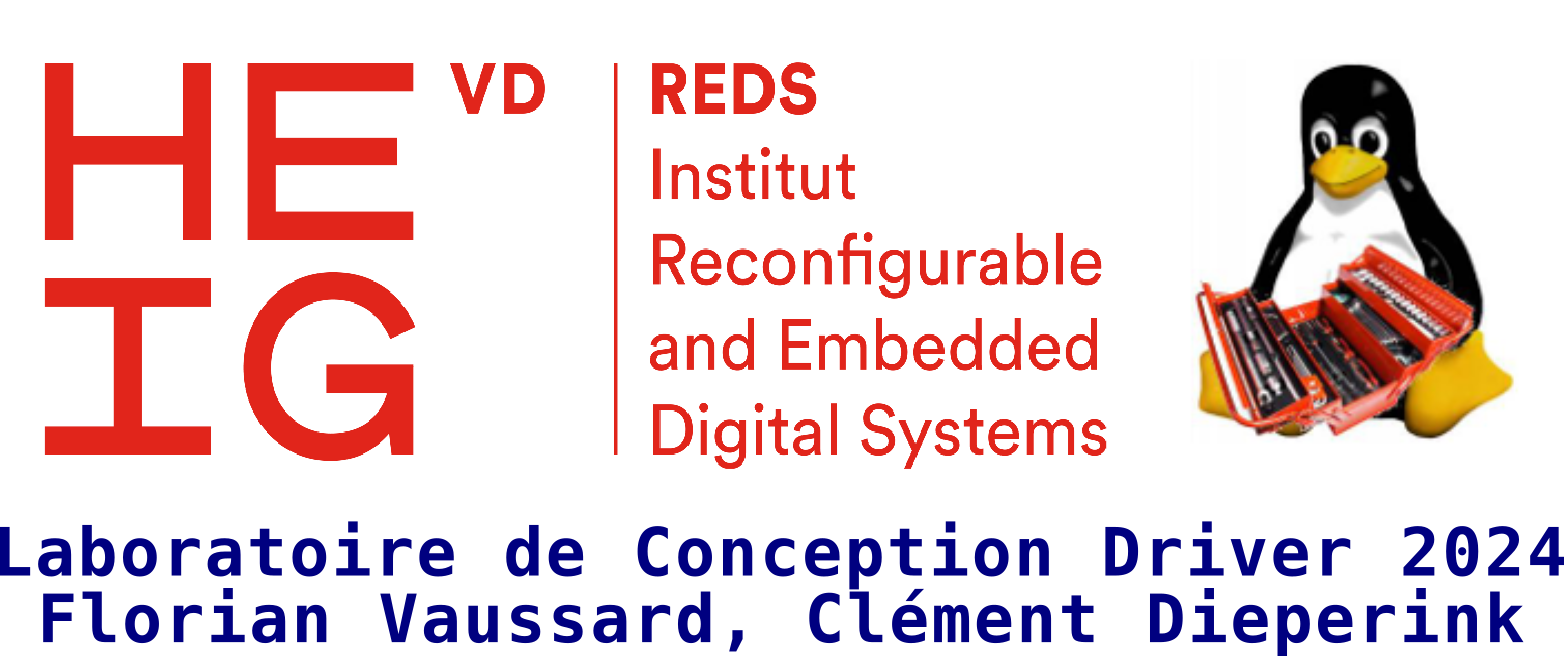 HE VD
IG
REDS
Institut
Reconfigurable
and Embedded
Digital Systems
Laboratoire de Conception Driver 2024
Florian Vaussard, Clément Dieperink